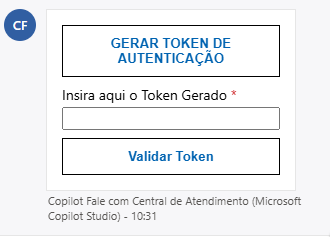 CF
GERAR TOKEN DE
AUTENTICAÇÃO
Insira aqui o Token Gerado *
Validar Token
Copilot Fale com Central de Atendimento (Microsoft
Copilot Studio) - 10:31